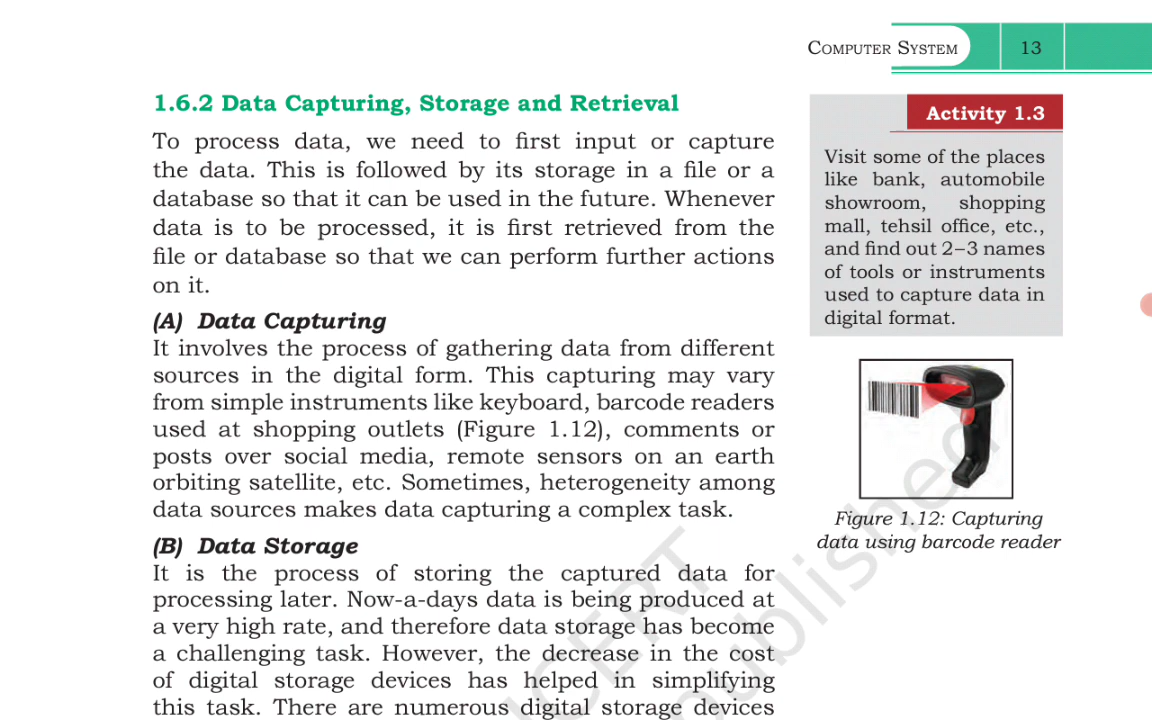 COMPUTER SYSTEM 13
1.6.2 Data Capturing, Storage and Retrieval
To process data, we need to first input or capture
the data. This is followed by its storage in a file or a
database so that it can be used in the future. Whenever
data is to be processed, it is first retrieved from the
file or database so that we can perform further actions
on it.
(A) Data Capturing
It involves the process of gathering data from different
sources in the digital form. This capturing may vary
from simple instruments like keyboard, barcode readers
used at shopping outlets (Figure 1.12), comments or
posts over social media, remote sensors on an earth
orbiting satellite, etc. Sometimes, heterogeneity among
data sources makes data capturing a complex task.
(B) Data Storage
It is the process of storing the captured data for
processing later. Now-a-days data is being produced at
a very high rate, and therefore data storage has become
a challenging task. However, the decrease in the cost
of digital storage devices has helped in simplifying
this task. There are numerous digital storage devices
Activity 1.3
Visit some of the places
like bank, automobile
showroom, shopping
mall, tehsil office, etc.,
and find out 2–3 names
of tools or instruments
used to capture data in
digital format.
Figure 1.12: Capturing
data using barcode reader
NCERT
published